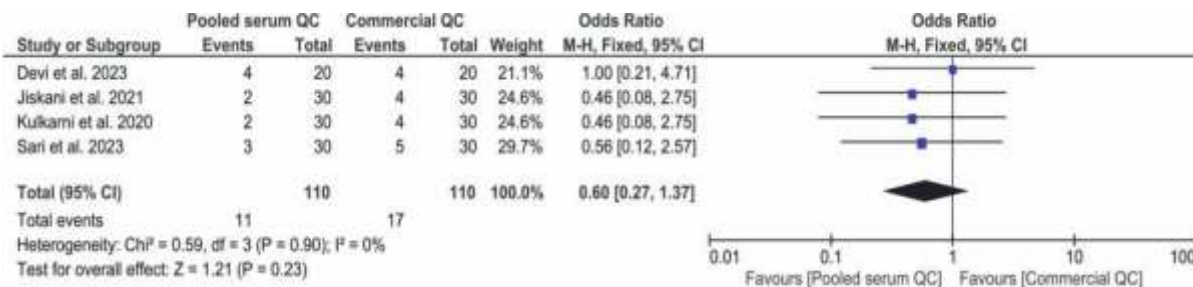 Pooled serum QC Commercial QC Odds Ratio Odds Ratio
Study or Subgroup Events Total Events Total Weight M-H, Fixed, 95% CI M-H, Fixed, 95% CI
Devi et al. 2023 4 20 4 20 21.1% 1.00 [0.21, 4.71]
Jiskani et al. 2021 2 30 4 30 24.6% 0.46 [0.08, 2.75]
Kulkarni et al. 2020 2 30 4 30 24.6% 0.46 [0.08, 2.75]
Sari et al. 2023 3 30 5 30 29.7% 0.56 [0.12, 2.57]
Total (95% CI) 110 110 100.0% 0.60 [0.27, 1.37]
Total events 11 17
Heterogeneity: Chi² = 0.59, df = 3 (P = 0.90); I² = 0%
Test for overall effect: Z = 1.21 (P = 0.23)
0.01 0.1 1 10 100
Favours [Pooled serum QC] Favours [Commercial QC]